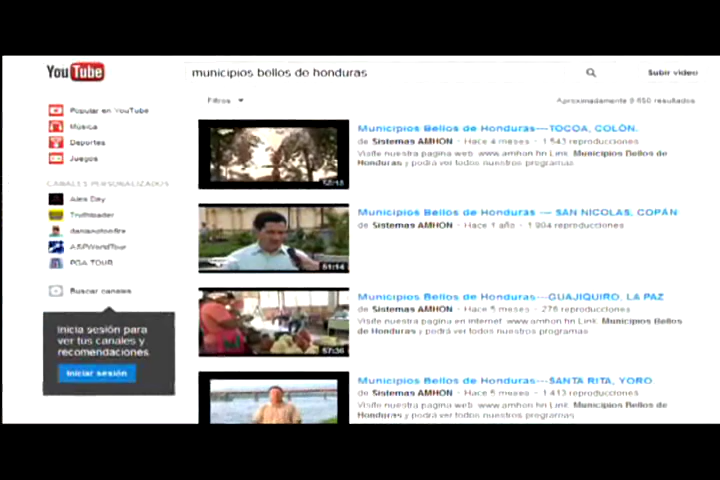 YouTube
municipios bellos de honduras
Subir video
Filtros
Aproximadamente 9 650 resultados
Popular en YouTube
Música
Deportes
Juegos
CANALES PERSONALIZADOS
Alex Day
Truthloader
damianotonfire
ASPWorldTour
PGA TOUR
Buscar canales
Inicia sesión para
ver tus canales y
recomendaciones
Iniciar sesión
Municipios Bellos de Honduras---TOCOA, COLÓN.
de Sistemas AMHON · Hace 4 meses · 1 543 reproducciones
Visite nuestra pagina web: www.amhon.hn Link: Municipios Bellos de
Honduras y podrá ver todos nuestros programas
Municipios Bellos de Honduras --- SAN NICOLAS, COPÁN
de Sistemas AMHON · Hace 1 año · 1 904 reproducciones
51:14
Municipios Bellos de Honduras---GUAJIQUIRO, LA PAZ
de Sistemas AMHON · Hace 5 meses · 276 reproducciones
Visite nuestra pagina en internet: www.amhon.hn Link: Municipios Bellos
de Honduras y podrá ver todos nuestros programas
57:36
Municipios Bellos de Honduras---SANTA RITA, YORO
de Sistemas AMHON · Hace 5 meses · 1 413 reproducciones
Visite nuestra pagina web: www.amhon.hn Link: Municipios Bellos de
Honduras y podrá ver todos nuestros programas